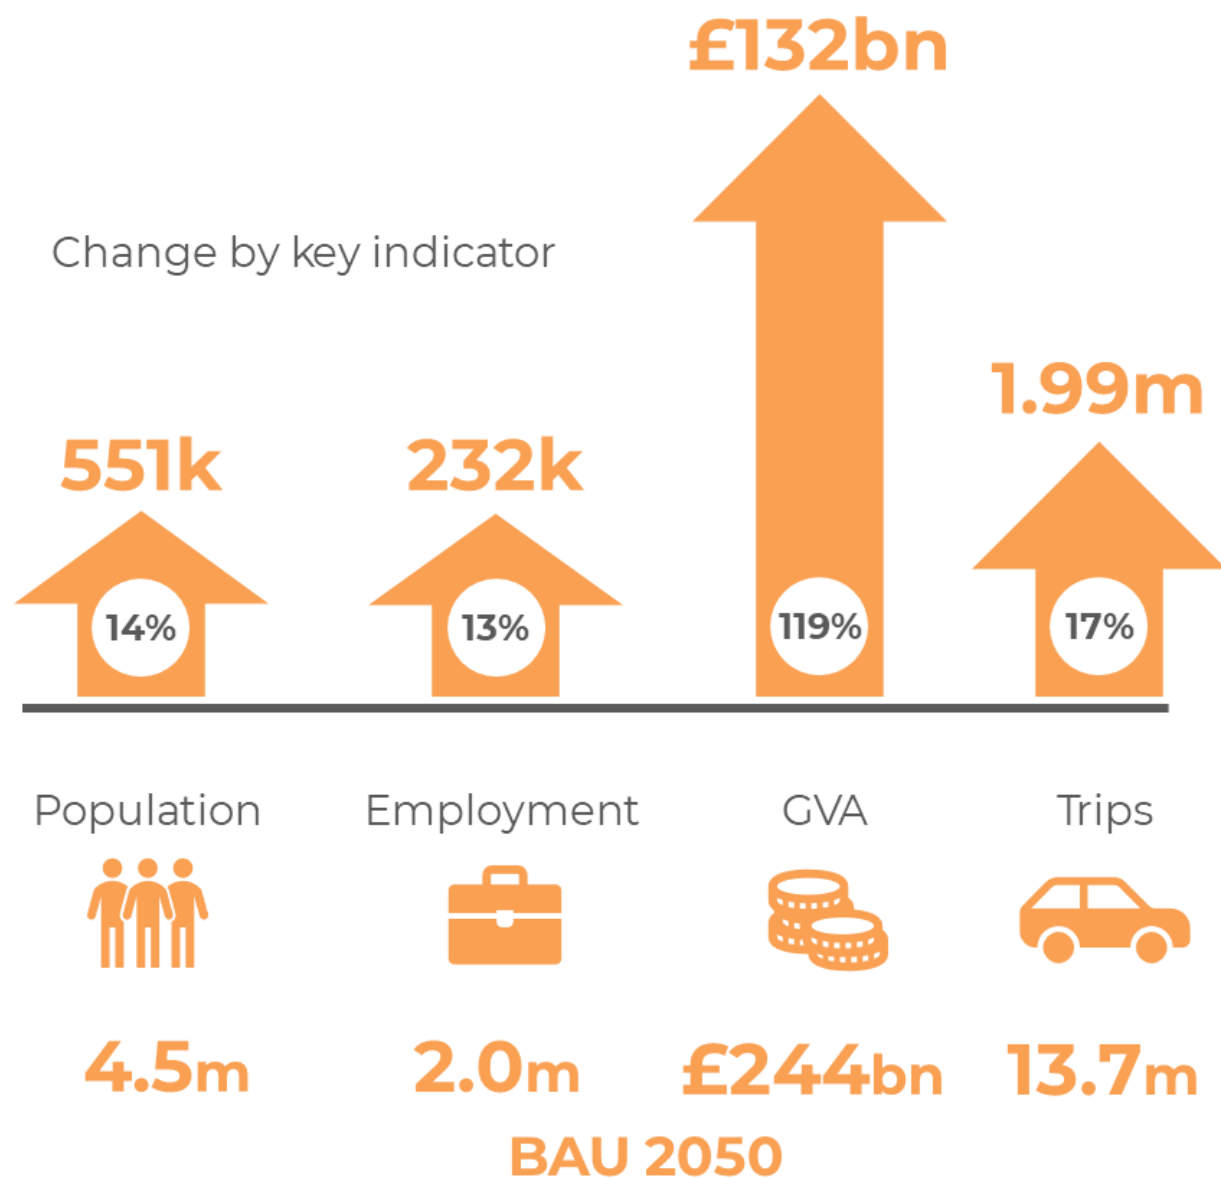 £132bn
Change by key indicator
1.99m
551k
232k
14%
13%
119%
17%
Population
Employment
GVA
Trips
4.5m
2.0m
£244bn
13.7m
BAU 2050